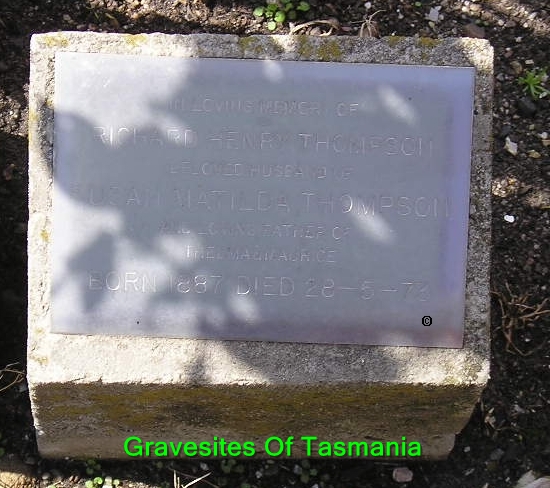 IN LOVING MEMORY OF
RICHARD HENRY THOMPSON
BELOVED HUSBAND OF
SUSAN MATILDA THOMPSON
AND LOVING FATHER OF
THELMA & MAURICE
BORN 1887 DIED 28-5-73
©
Gravesites Of Tasmania